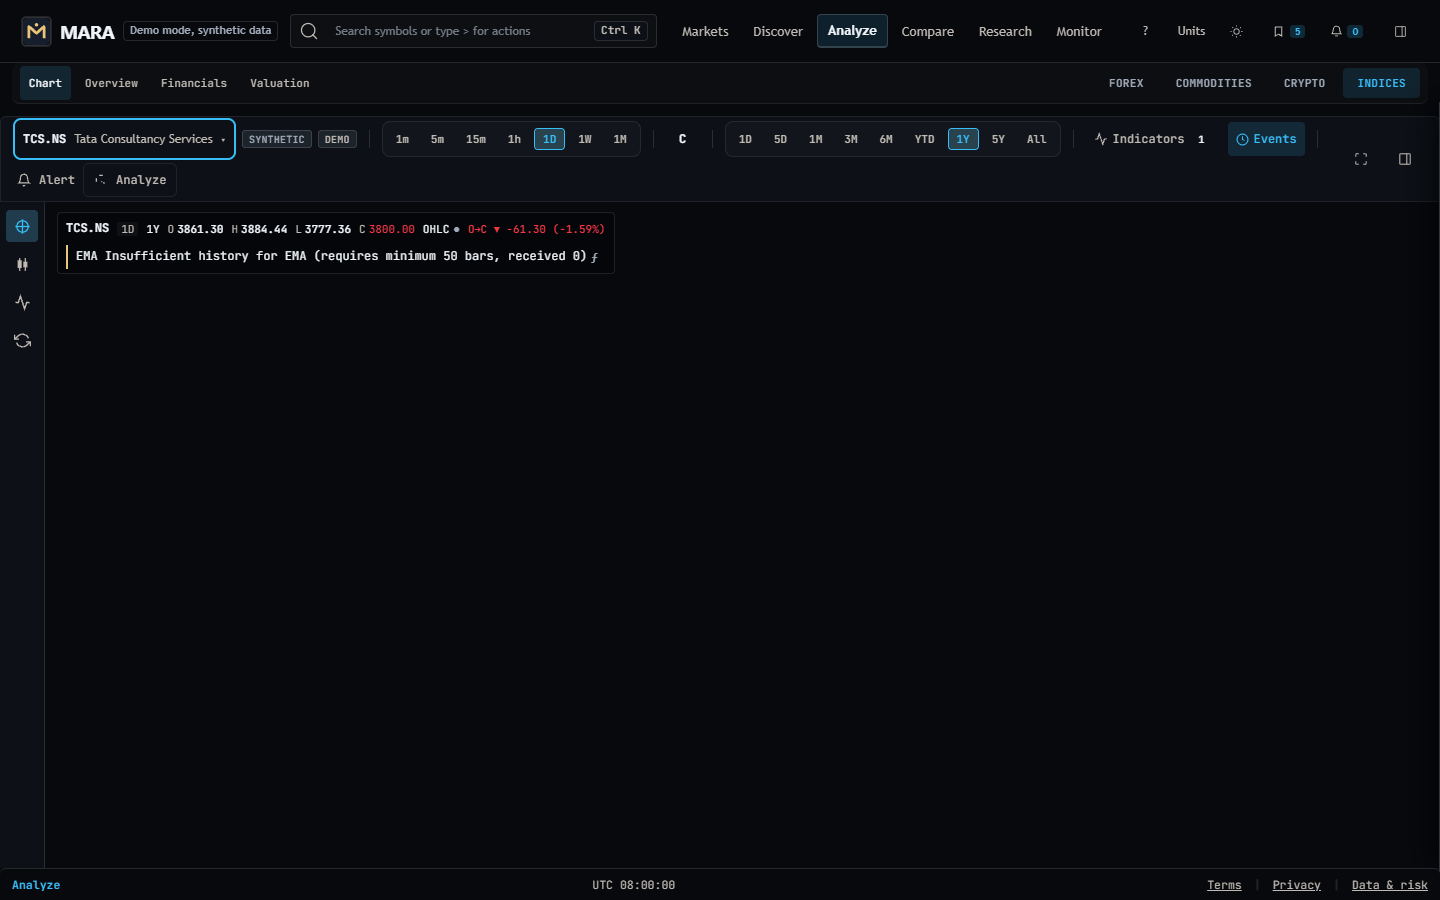 MARA Demo mode, synthetic data Search symbols or type > for actions Ctrl K Markets Discover Analyze Compare Research Monitor ? Units 5 0
Chart Overview Financials Valuation FOREX COMMODITIES CRYPTO INDICES
TCS.NS Tata Consultancy Services SYNTHETIC DEMO 1m 5m 15m 1h 1D 1W 1M C 1D 5D 1M 3M 6M YTD 1Y 5Y All Indicators 1 Events
Alert Analyze
TCS.NS 1D 1Y O 3861.30 H 3884.44 L 3777.36 C 3800.00 OHLC O→C ▼ -61.30 (-1.59%)
EMA Insufficient history for EMA (requires minimum 50 bars, received 0)
Analyze UTC 08:00:00 Terms Privacy Data & risk